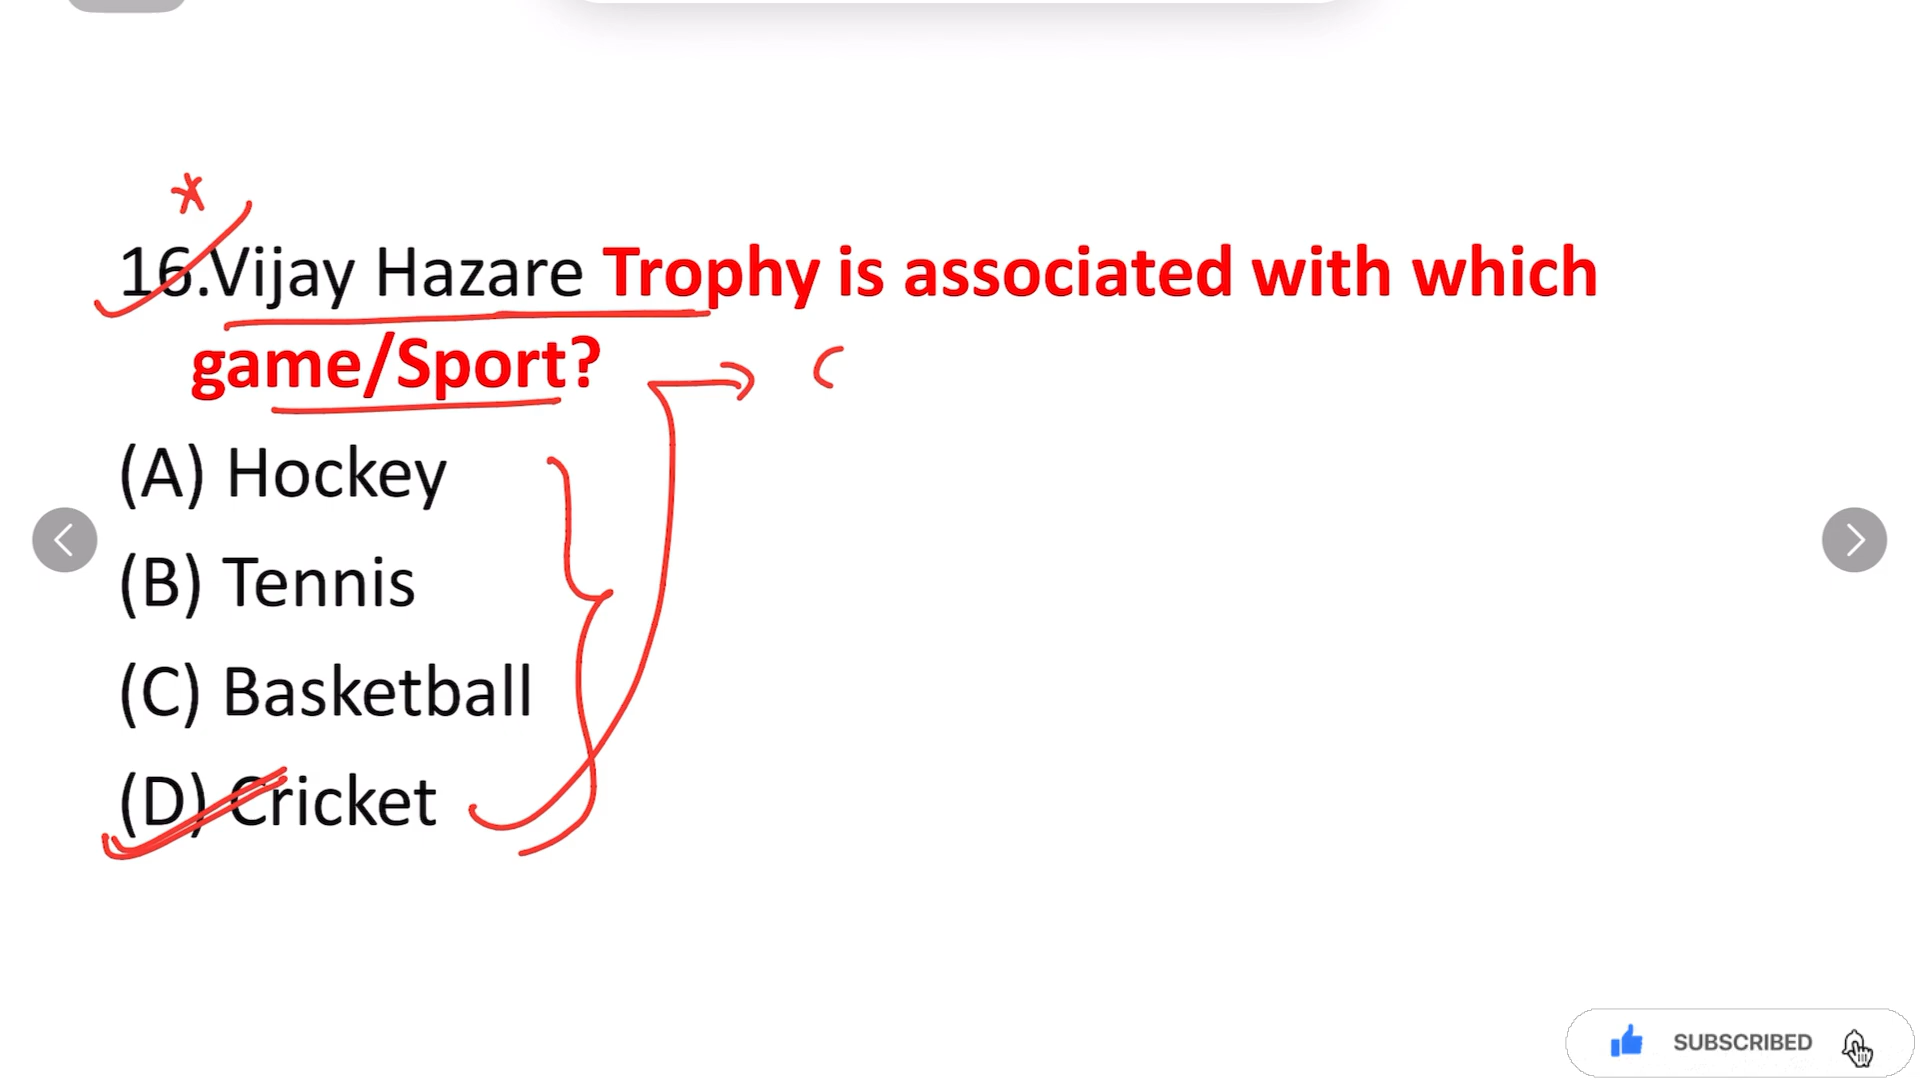 16.Vijay Hazare Trophy is associated with which
game/Sport?
(A) Hockey
(B) Tennis
(C) Basketball
(D) Cricket
SUBSCRIBED